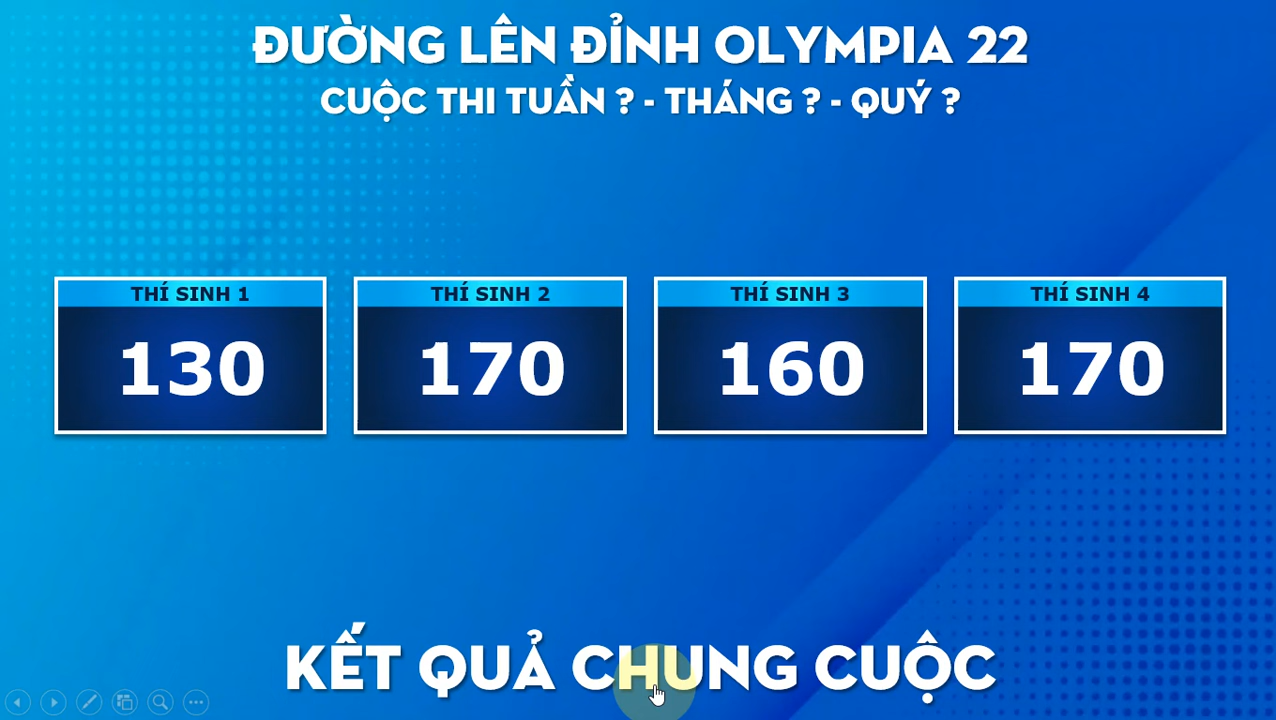 ĐƯỜNG LÊN ĐỈNH OLYMPIA 22
CUỘC THI TUẦN ? - THÁNG ? - QUÝ ?
THÍ SINH 1
130
THÍ SINH 2
170
THÍ SINH 3
160
THÍ SINH 4
170
KẾT QUẢ CHUNG CUỘC